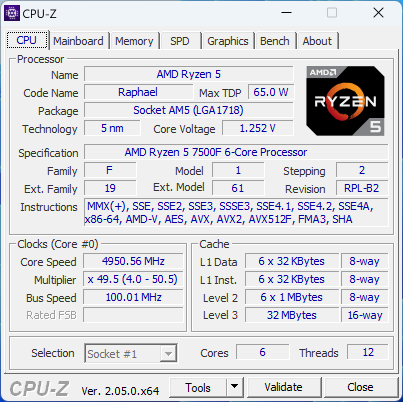 CPU-Z
CPU Mainboard Memory SPD Graphics Bench About
Processor
Name AMD Ryzen 5
Code Name Raphael Max TDP 65.0 W
Package Socket AM5 (LGA1718)
Technology 5 nm Core Voltage 1.252 V
AMD RYZEN 5
Specification AMD Ryzen 5 7500F 6-Core Processor
Family F Model 1 Stepping 2
Ext. Family 19 Ext. Model 61 Revision RPL-B2
Instructions MMX(+), SSE, SSE2, SSE3, SSSE3, SSE4.1, SSE4.2, SSE4A,
x86-64, AMD-V, AES, AVX, AVX2, AVX512F, FMA3, SHA
Clocks (Core #0) Cache
Core Speed 4950.56 MHz L1 Data 6 x 32 KBytes 8-way
Multiplier x 49.5 (4.0 - 50.5) L1 Inst. 6 x 32 KBytes 8-way
Bus Speed 100.01 MHz Level 2 6 x 1 MBytes 8-way
Rated FSB Level 3 32 MBytes 16-way
Selection Socket #1 Cores 6 Threads 12
CPU-Z Ver. 2.05.0.x64 Tools Validate Close